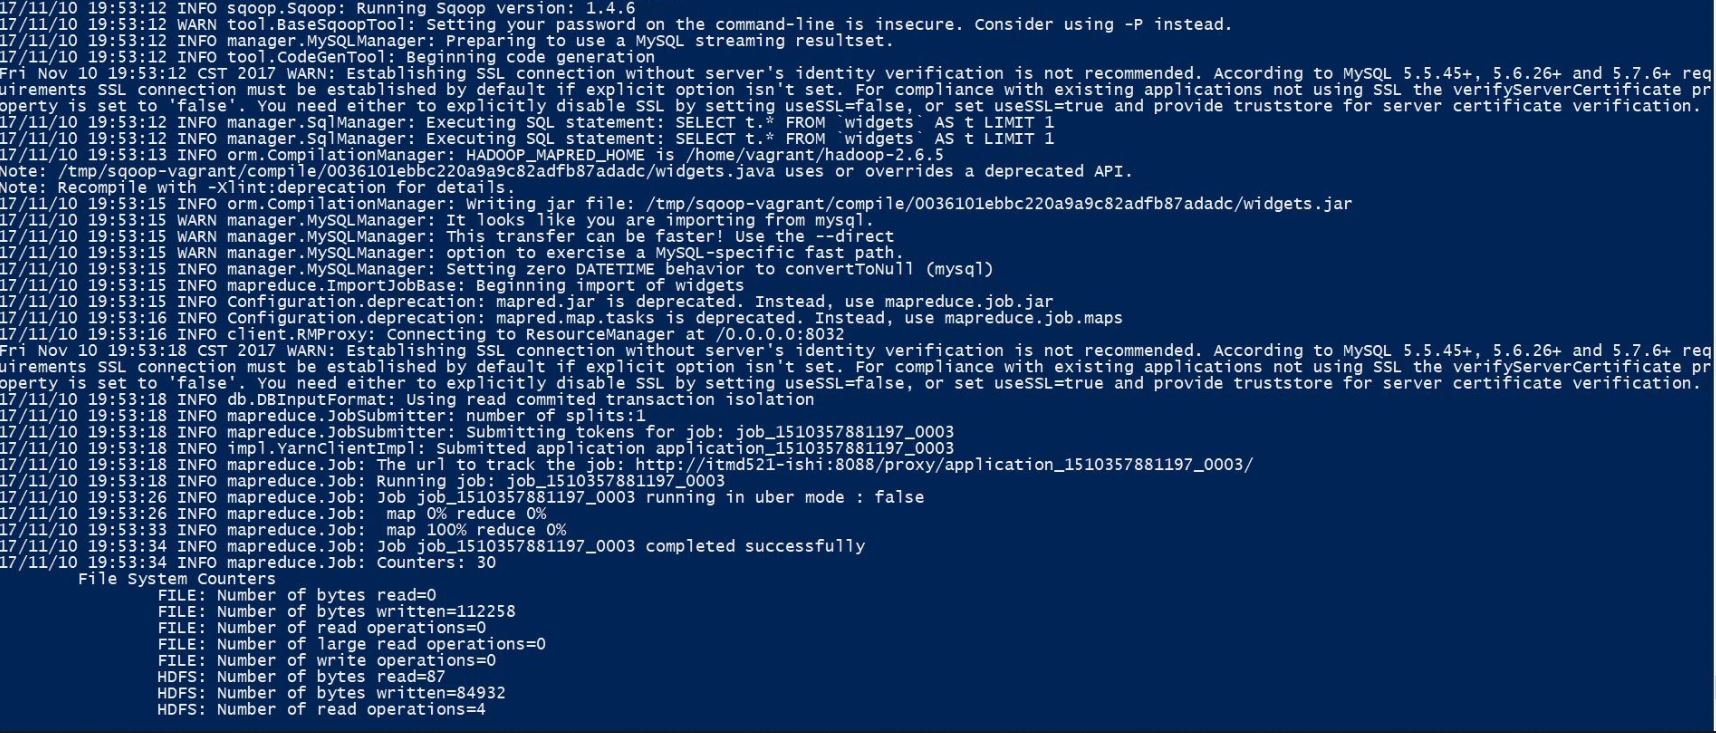 17/11/10 19:53:12 INFO sqoop.Sqoop: Running Sqoop version: 1.4.6
17/11/10 19:53:12 WARN tool.BaseSqoopTool: Setting your password on the command-line is insecure. Consider using -P instead.
17/11/10 19:53:12 INFO manager.MySQLManager: Preparing to use a MySQL streaming resultset.
17/11/10 19:53:12 INFO tool.CodeGenTool: Beginning code generation
Fri Nov 10 19:53:12 CST 2017 WARN: Establishing SSL connection without server's identity verification is not recommended. According to MySQL 5.5.45+, 5.6.26+ and 5.7.6+ req
uirements SSL connection must be established by default if explicit option isn't set. For compliance with existing applications not using SSL the verifyServerCertificate pr
operty is set to 'false'. You need either to explicitly disable SSL by setting useSSL=false, or set useSSL=true and provide truststore for server certificate verification.
17/11/10 19:53:12 INFO manager.SqlManager: Executing SQL statement: SELECT t.* FROM `widgets` AS t LIMIT 1
17/11/10 19:53:12 INFO manager.SqlManager: Executing SQL statement: SELECT t.* FROM `widgets` AS t LIMIT 1
17/11/10 19:53:13 INFO orm.CompilationManager: HADOOP_MAPRED_HOME is /home/vagrant/hadoop-2.6.5
Note: /tmp/sqoop-vagrant/compile/0036101ebbc220a9a9c82adfb87adadc/widgets.java uses or overrides a deprecated API.
Note: Recompile with -Xlint:deprecation for details.
17/11/10 19:53:15 INFO orm.CompilationManager: Writing jar file: /tmp/sqoop-vagrant/compile/0036101ebbc220a9a9c82adfb87adadc/widgets.jar
17/11/10 19:53:15 WARN manager.MySQLManager: It looks like you are importing from mysql.
17/11/10 19:53:15 WARN manager.MySQLManager: This transfer can be faster! Use the --direct
17/11/10 19:53:15 WARN manager.MySQLManager: option to exercise a MySQL-specific fast path.
17/11/10 19:53:15 INFO manager.MySQLManager: Setting zero DATETIME behavior to convertToNull (mysql)
17/11/10 19:53:15 INFO mapreduce.ImportJobBase: Beginning import of widgets
17/11/10 19:53:15 INFO Configuration.deprecation: mapred.jar is deprecated. Instead, use mapreduce.job.jar
17/11/10 19:53:16 INFO Configuration.deprecation: mapred.map.tasks is deprecated. Instead, use mapreduce.job.maps
17/11/10 19:53:16 INFO client.RMProxy: Connecting to ResourceManager at /0.0.0.0:8032
Fri Nov 10 19:53:18 CST 2017 WARN: Establishing SSL connection without server's identity verification is not recommended. According to MySQL 5.5.45+, 5.6.26+ and 5.7.6+ req
uirements SSL connection must be established by default if explicit option isn't set. For compliance with existing applications not using SSL the verifyServerCertificate pr
operty is set to 'false'. You need either to explicitly disable SSL by setting useSSL=false, or set useSSL=true and provide truststore for server certificate verification.
17/11/10 19:53:18 INFO db.DBInputFormat: Using read commited transaction isolation
17/11/10 19:53:18 INFO mapreduce.JobSubmitter: number of splits:1
17/11/10 19:53:18 INFO mapreduce.JobSubmitter: Submitting tokens for job: job_1510357881197_0003
17/11/10 19:53:18 INFO impl.YarnClientImpl: Submitted application application_1510357881197_0003
17/11/10 19:53:18 INFO mapreduce.Job: The url to track the job: http://itmd521-ishi:8088/proxy/application_1510357881197_0003/
17/11/10 19:53:18 INFO mapreduce.Job: Running job: job_1510357881197_0003
17/11/10 19:53:26 INFO mapreduce.Job: Job job_1510357881197_0003 running in uber mode : false
17/11/10 19:53:26 INFO mapreduce.Job:  map 0% reduce 0%
17/11/10 19:53:33 INFO mapreduce.Job:  map 100% reduce 0%
17/11/10 19:53:34 INFO mapreduce.Job: Job job_1510357881197_0003 completed successfully
17/11/10 19:53:34 INFO mapreduce.Job: Counters: 30
File System Counters
FILE: Number of bytes read=0
FILE: Number of bytes written=112258
FILE: Number of read operations=0
FILE: Number of large read operations=0
FILE: Number of write operations=0
HDFS: Number of bytes read=87
HDFS: Number of bytes written=84932
HDFS: Number of read operations=4